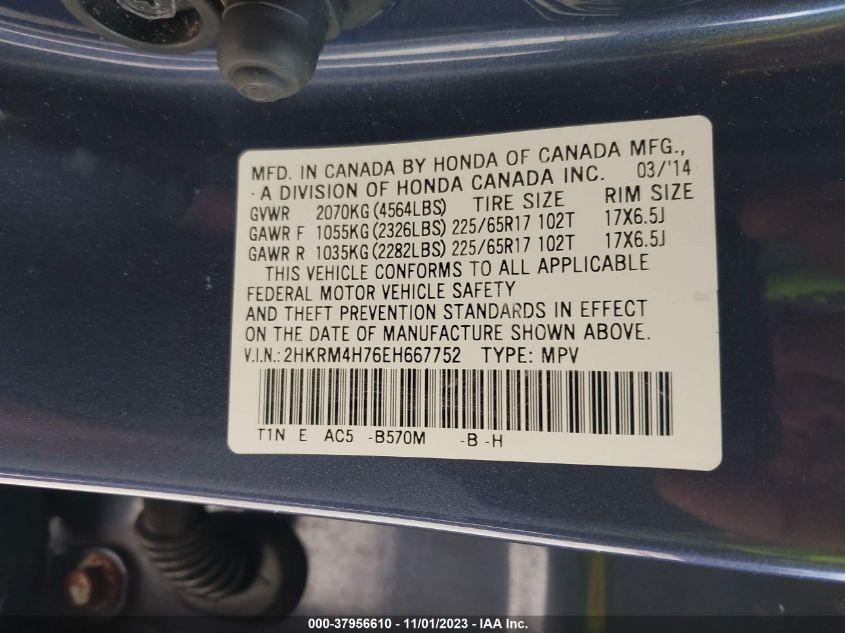 MFD. IN CANADA BY HONDA OF CANADA MFG.,
A DIVISION OF HONDA CANADA INC. 03/'14
GVWR 2070KG (4564LBS) TIRE SIZE RIM SIZE
GAWR F 1055KG (2326LBS) 225/65R17 102T 17X6.5J
GAWR R 1035KG (2282LBS) 225/65R17 102T 17X6.5J
THIS VEHICLE CONFORMS TO ALL APPLICABLE
FEDERAL MOTOR VEHICLE SAFETY
AND THEFT PREVENTION STANDARDS IN EFFECT
ON THE DATE OF MANUFACTURE SHOWN ABOVE.
V.I.N.: 2HKRM4H76EH667752 TYPE: MPV
T1N E AC5 -B570M -B -H
000-37956610 - 11/01/2023 - © IAA Inc.